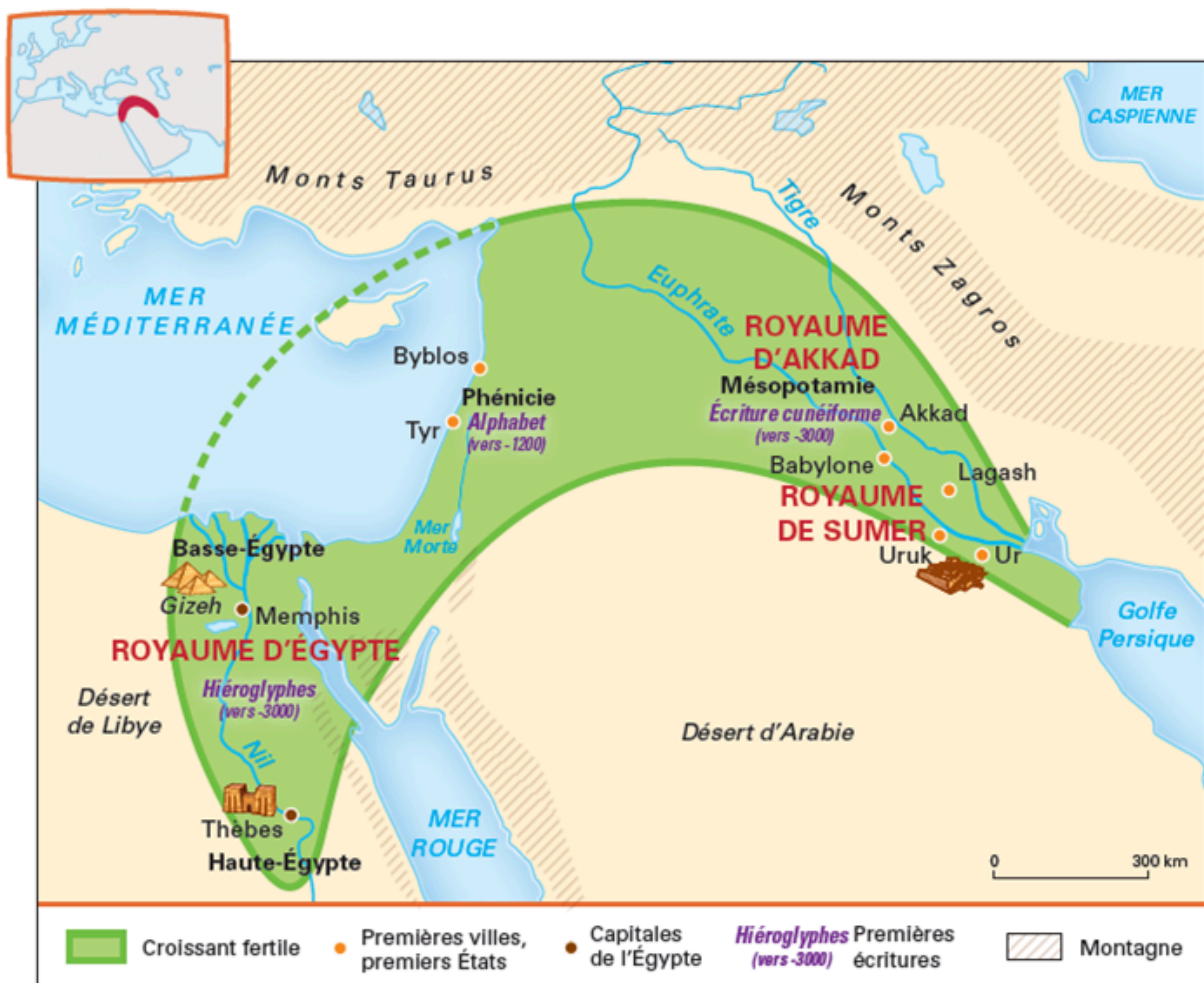 MER
CASPIENNE
Monts Taurus
Tigre
Monts Zagros
MER
MÉDITERRANÉE
Euphrate
ROYAUME
D'AKKAD
Byblos
Mésopotamie
Phénicie
Écriture cunéiforme
(vers -3000)
Akkad
Tyr
Alphabet
(vers -1200)
Babylone
Lagash
ROYAUME
DE SUMER
Mer
Morte
Basse-Égypte
Uruk
Ur
Gizeh
Memphis
Golfe
Persique
ROYAUME D'ÉGYPTE
Désert
de Libye
Hiéroglyphes
(vers -3000)
Désert d'Arabie
Nil
Thèbes
MER
ROUGE
Haute-Égypte
0 300 km
Croissant fertile
Premières villes,
premiers États
Capitales
de l'Égypte
Hiéroglyphes Premières
(vers -3000) écritures
Montagne